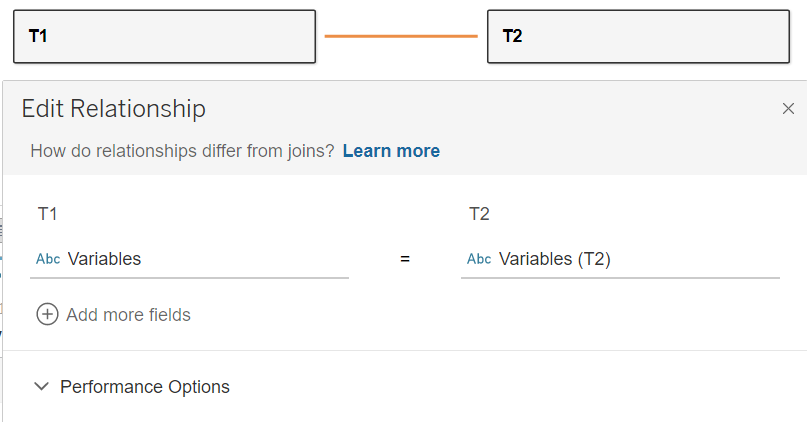 T1 T2
Edit Relationship
How do relationships differ from joins? Learn more
T1 T2
Abc Variables = Abc Variables (T2)
Add more fields
Performance Options